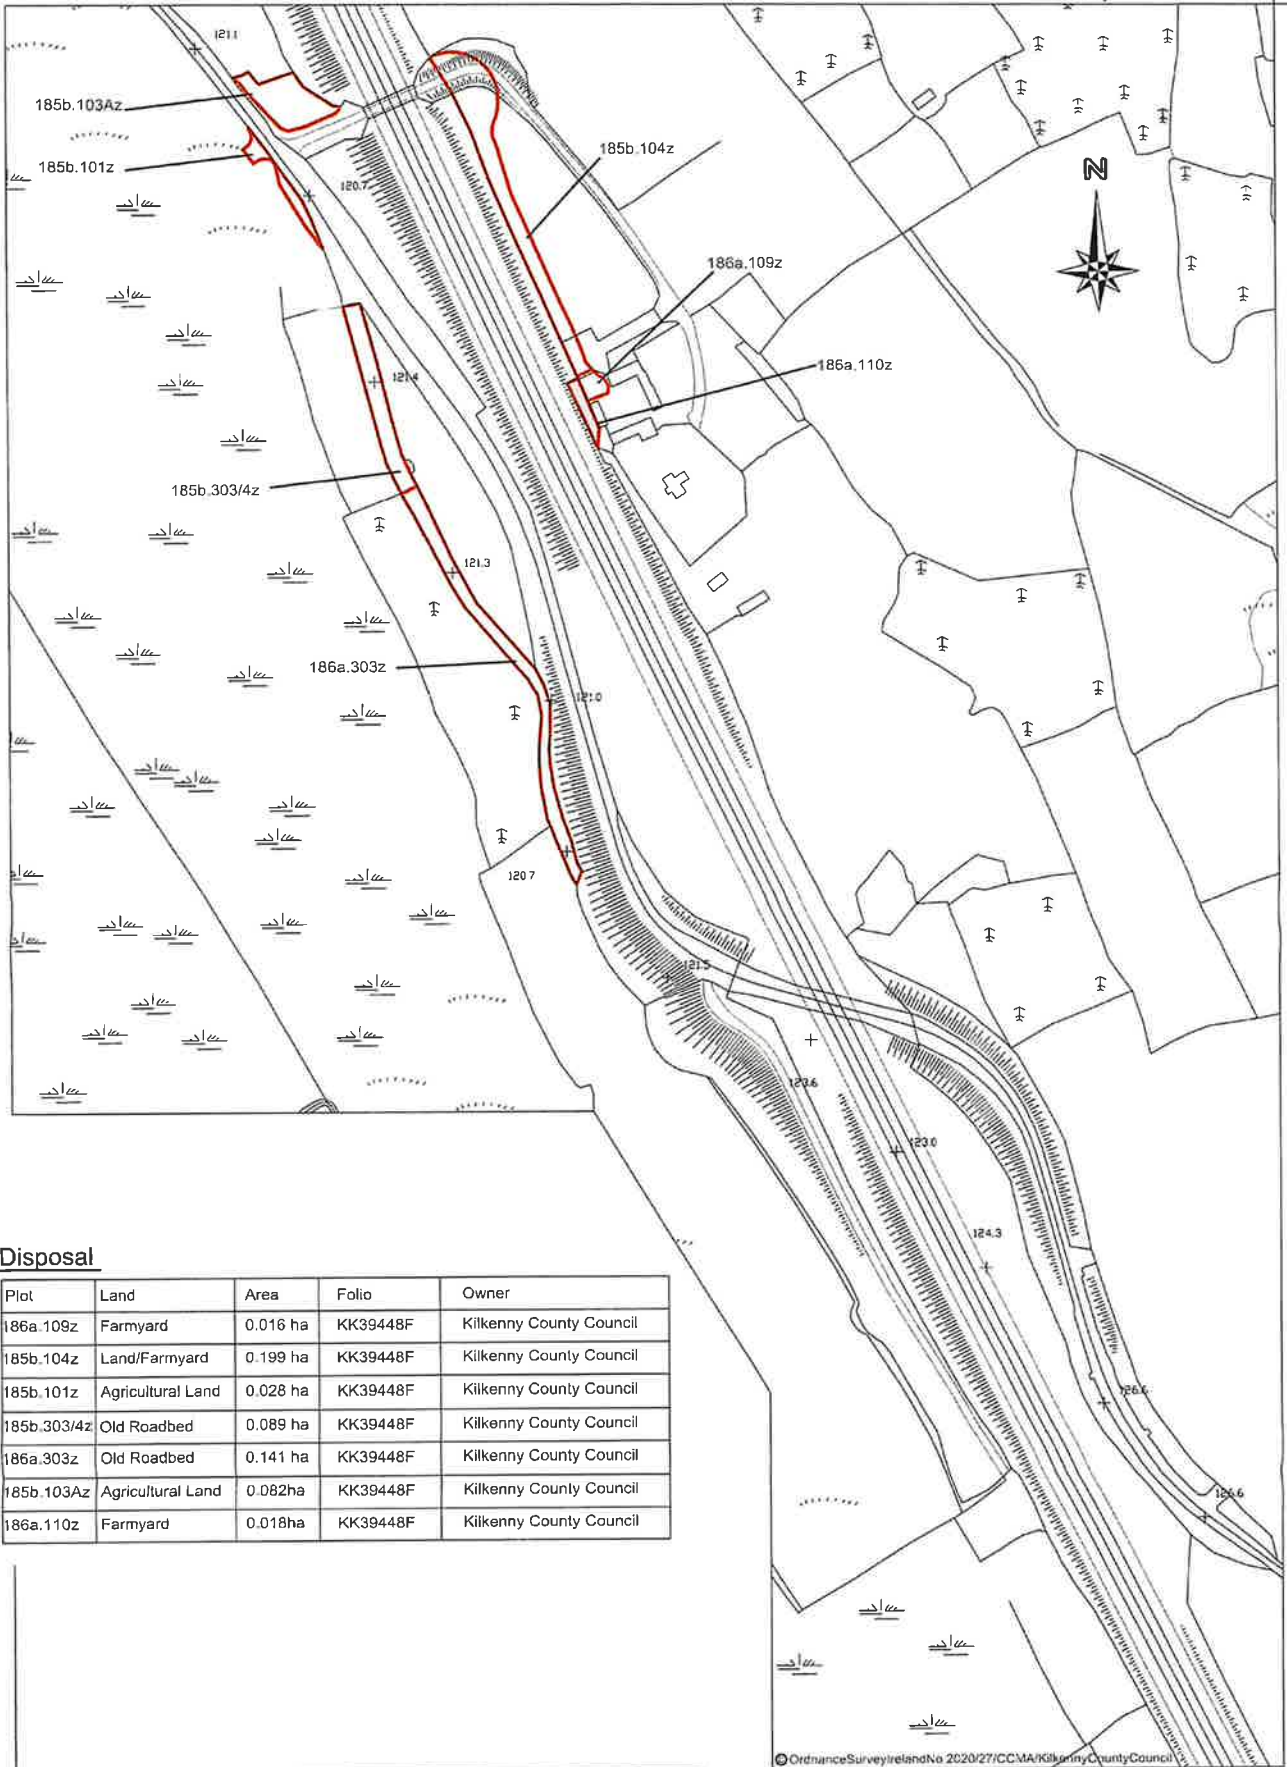 121.1
185b.103Az
185b.101z
120.7
185b.104z
N
186a.109z
186a.110z
121.4
185b.303/4z
121.3
186a.303z
121.0
120.7
121.5
123.6
123.0
124.3
126.6
126.6
Disposal
Plot Land Area Folio Owner
186a.109z Farmyard 0.016 ha KK39448F Kilkenny County Council
185b.104z Land/Farmyard 0.199 ha KK39448F Kilkenny County Council
185b.101z Agricultural Land 0.028 ha KK39448F Kilkenny County Council
185b.303/4z Old Roadbed 0.089 ha KK39448F Kilkenny County Council
186a.303z Old Roadbed 0.141 ha KK39448F Kilkenny County Council
185b.103Az Agricultural Land 0.082ha KK39448F Kilkenny County Council
186a.110z Farmyard 0.018ha KK39448F Kilkenny County Council
©OrdnanceSurveyIrelandNo 2020/27/CCMA/KilkennyCountyCouncil